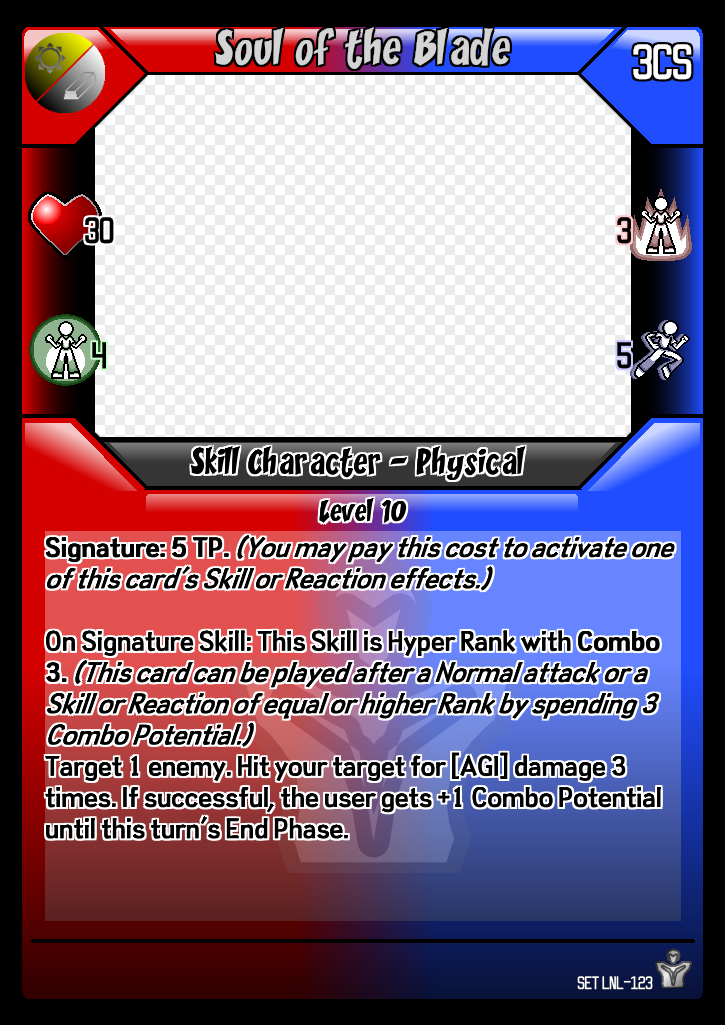 Soul of the Blade
3CS
30
3
4
5
Skill Character - Physical
Level 10
Signature: 5 TP. (You may pay this cost to activate one
of this card's Skill or Reaction effects.)
On Signature Skill: This Skill is Hyper Rank with Combo
3. (This card can be played after a Normal attack or a
Skill or Reaction of equal or higher Rank by spending 3
Combo Potential.)
Target 1 enemy. Hit your target for [AGI] damage 3
times. If successful, the user gets +1 Combo Potential
until this turn's End Phase.
SET LNL-123